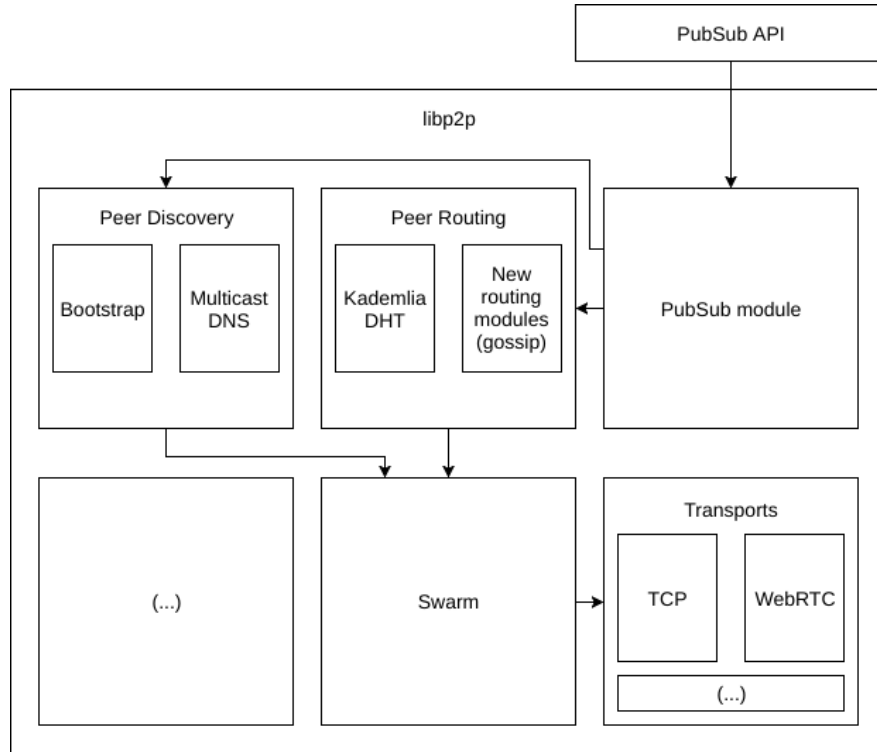 PubSub API
libp2p
Peer Discovery
Bootstrap
Multicast
DNS
Peer Routing
Kademlia
DHT
New
routing
modules
(gossip)
PubSub module
(...)
Swarm
Transports
TCP
WebRTC
(...)